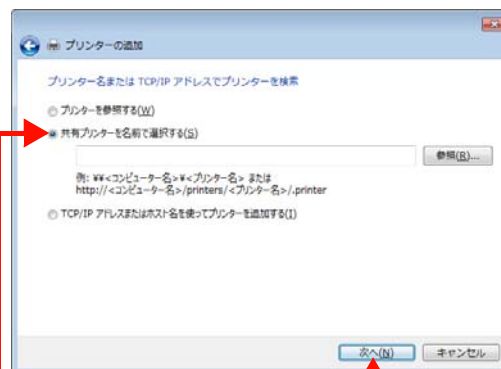 プリンターの追加
プリンター名または TCP/IP アドレスでプリンターを検索
プリンターを参照する(W)
共有プリンターを名前で選択する(S)
参照(R)...
例: ¥¥<コンピューター名>¥<プリンター名> または
http://<コンピューター名>/printers/<プリンター名>/.printer
TCP/IP アドレスまたはホスト名を使ってプリンターを追加する(I)
次へ(N)
キャンセル